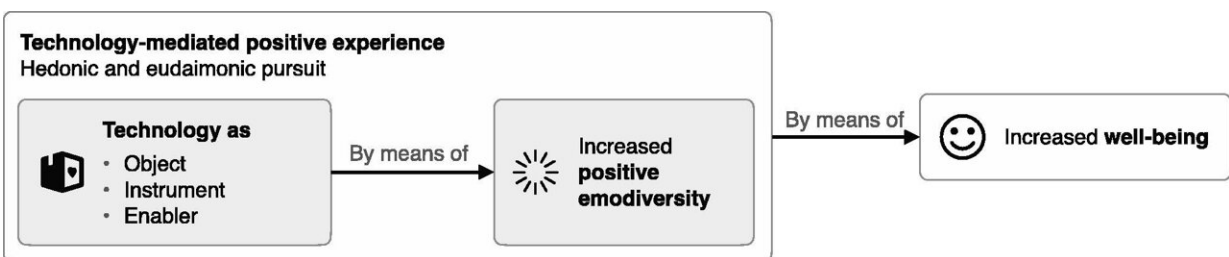 Technology-mediated positive experience
Hedonic and eudaimonic pursuit
Technology as
• Object
• Instrument
• Enabler
By means of
Increased
positive
emodiversity
By means of
Increased well-being